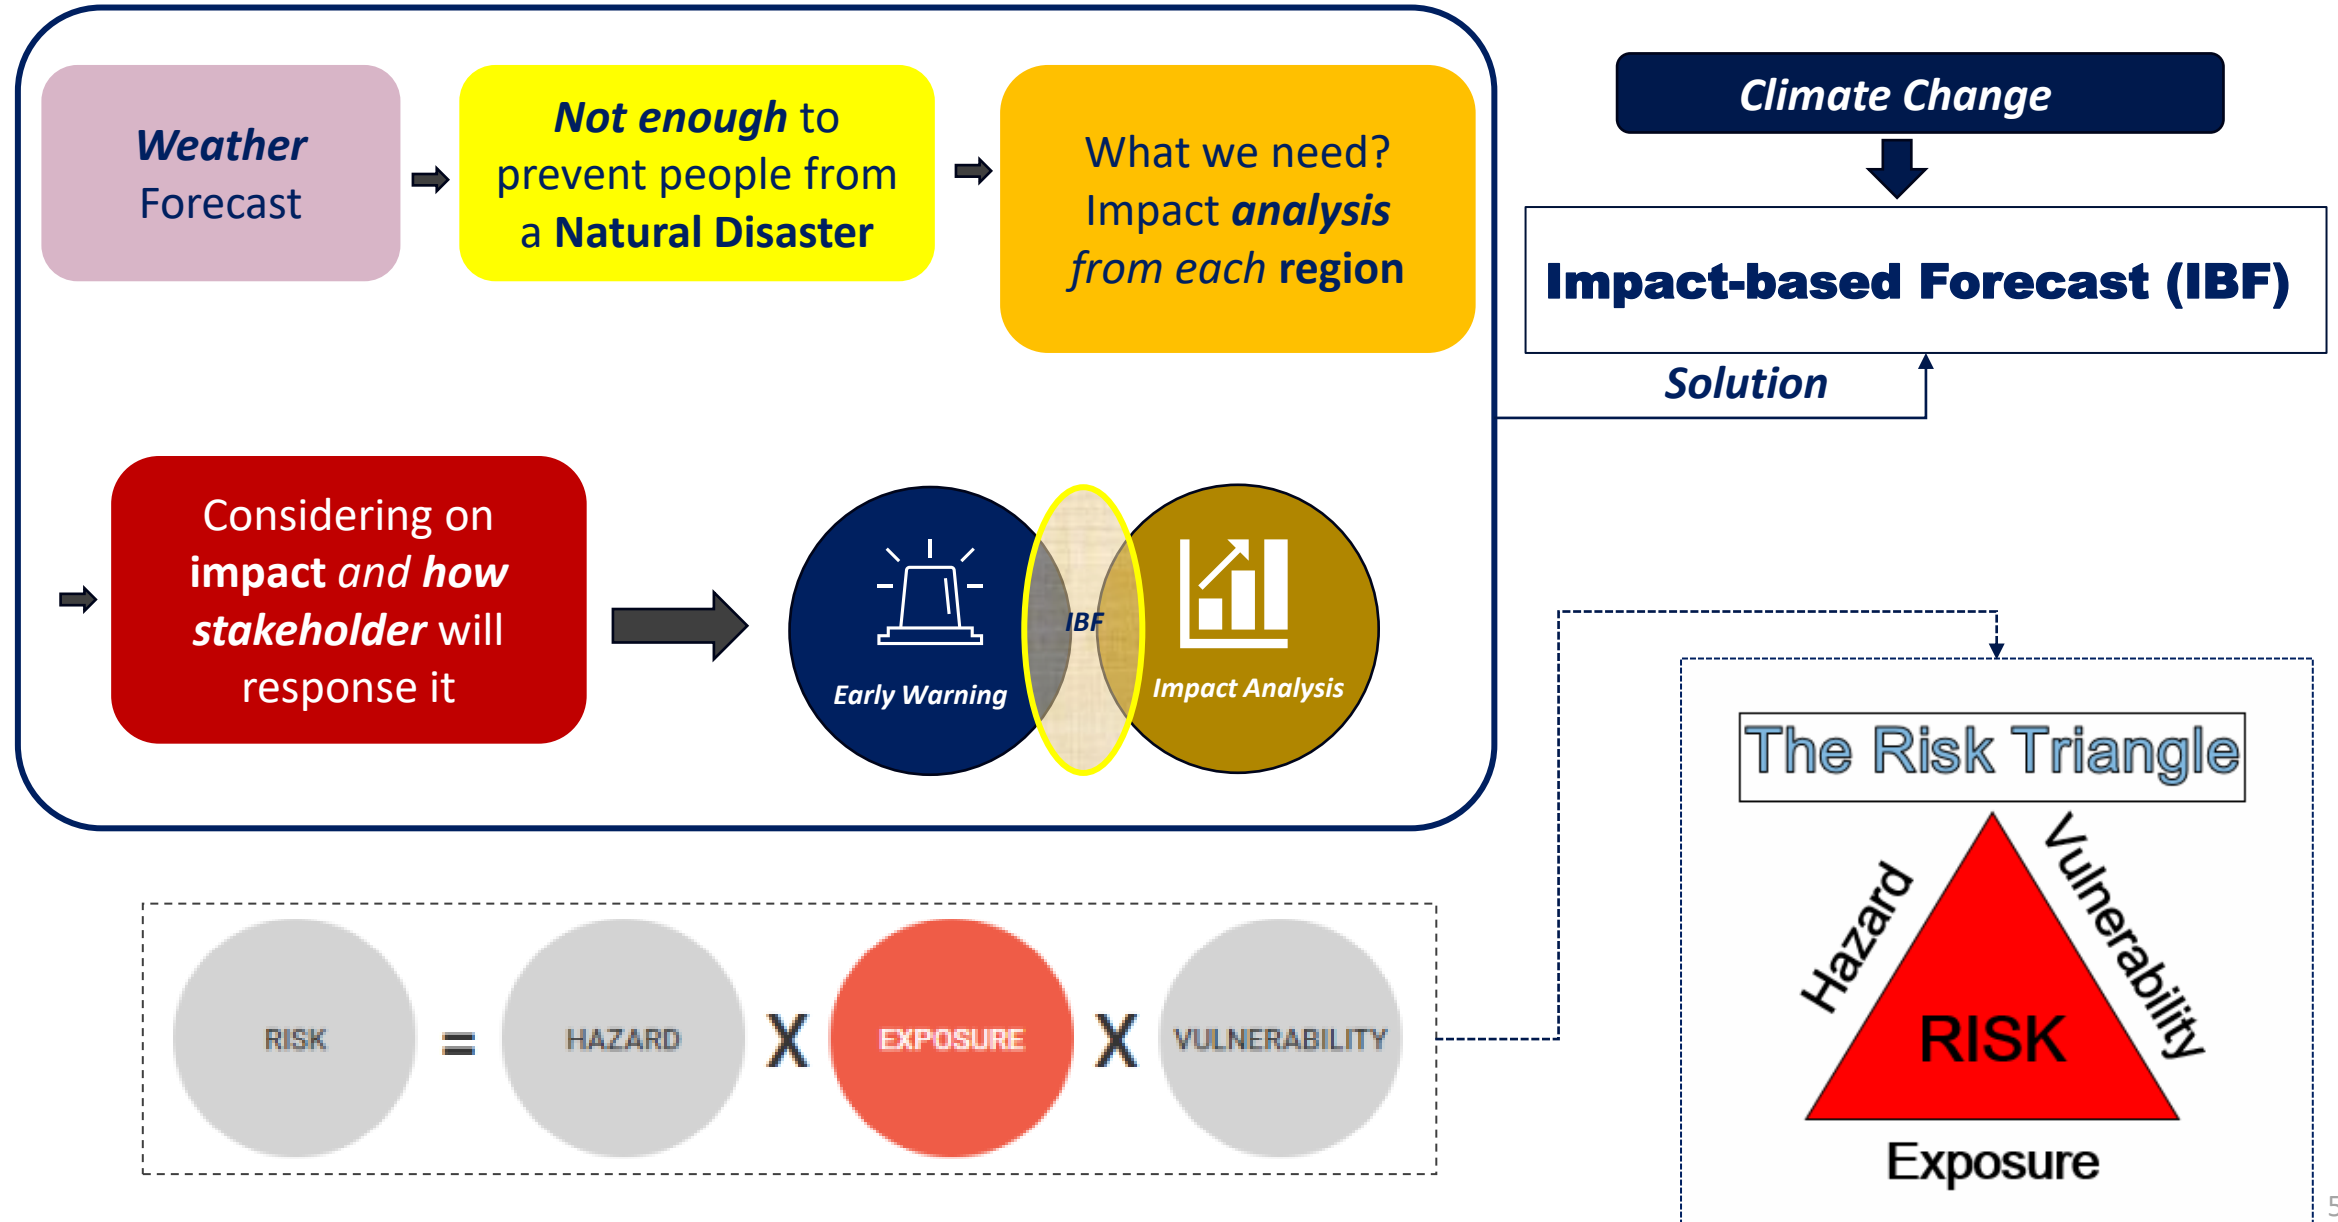 Weather
Forecast
Not enough to
prevent people from
a Natural Disaster
What we need?
Impact analysis
from each region
Climate Change
Impact-based Forecast (IBF)
Solution
Considering on
impact and how
stakeholder will
response it
Early Warning
IBF
Impact Analysis
RISK
=
HAZARD
X
EXPOSURE
X
VULNERABILITY
The Risk Triangle
Hazard
Vulnerability
RISK
Exposure
5